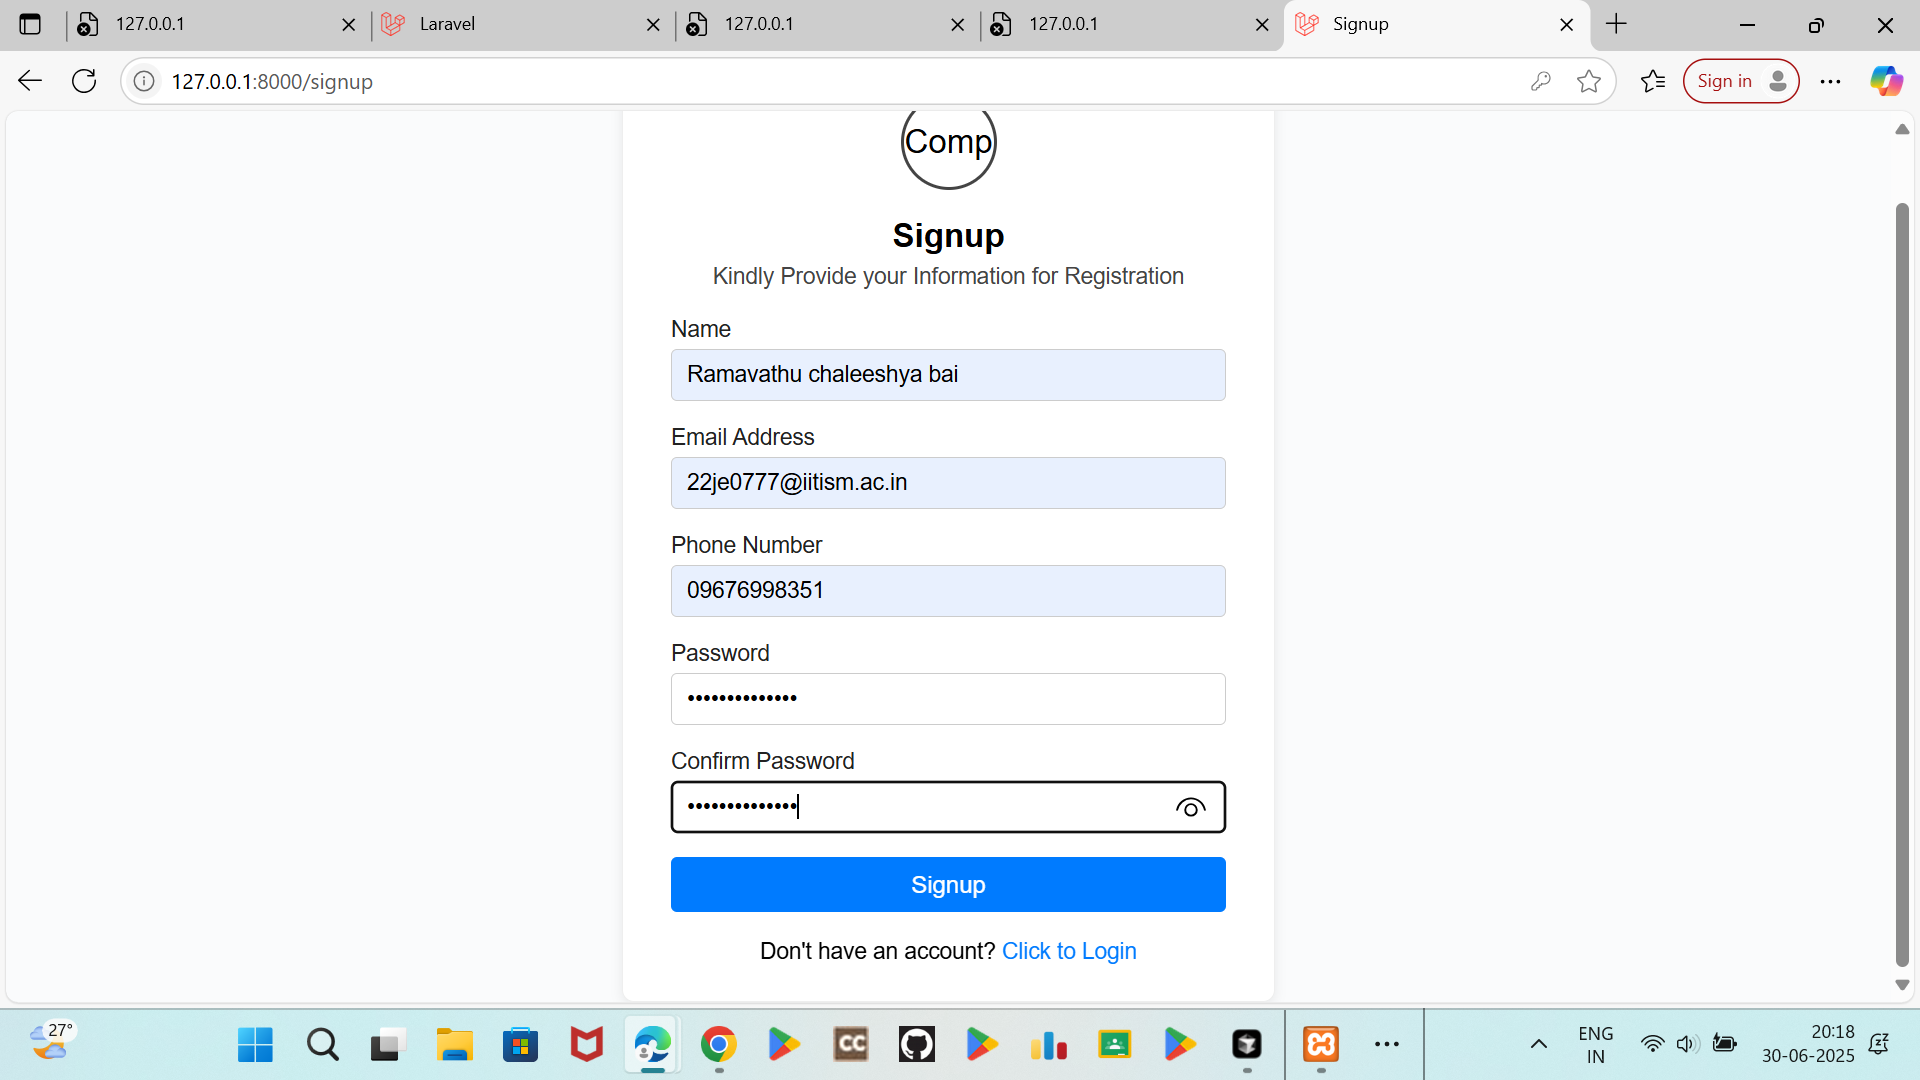 127.0.0.1
Laravel
127.0.0.1
127.0.0.1
Signup
127.0.0.1:8000/signup
Sign in
Comp
Signup
Kindly Provide your Information for Registration
Name
Ramavathu chaleeshya bai
Email Address
22je0777@iitism.ac.in
Phone Number
09676998351
Password
••••••••••••••
Confirm Password
••••••••••••••
Signup
Don't have an account? Click to Login
27°
CC
ENG
IN
20:18
30-06-2025